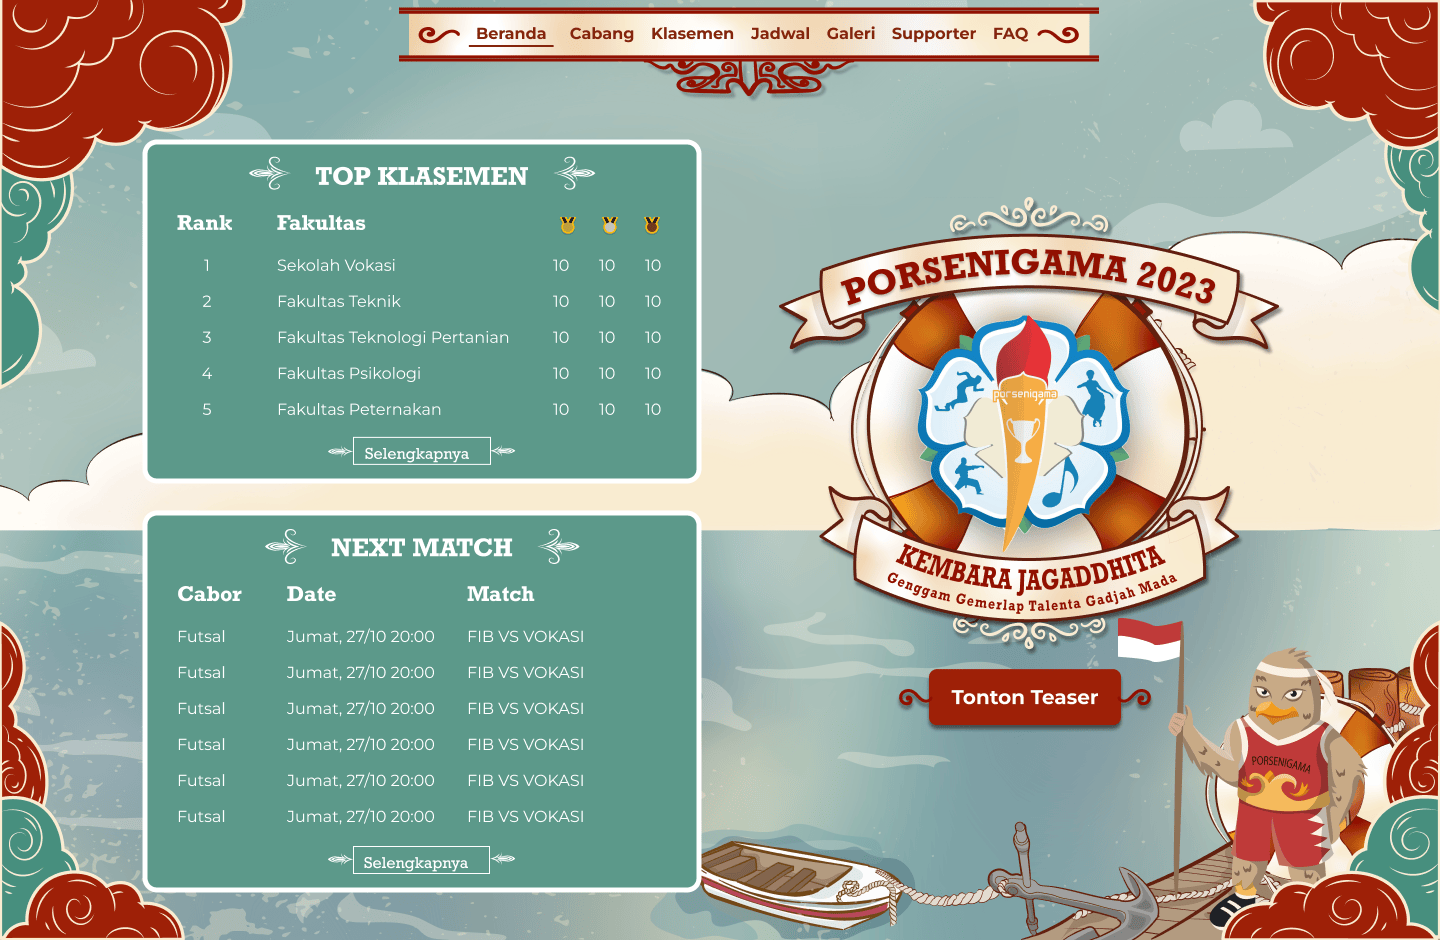 Beranda Cabang Klasemen Jadwal Galeri Supporter FAQ
TOP KLASEMEN
Rank Fakultas
1 Sekolah Vokasi 10 10 10
2 Fakultas Teknik 10 10 10
3 Fakultas Teknologi Pertanian 10 10 10
4 Fakultas Psikologi 10 10 10
5 Fakultas Peternakan 10 10 10
Selengkapnya
NEXT MATCH
Cabor Date Match
Futsal Jumat, 27/10 20:00 FIB VS VOKASI
Futsal Jumat, 27/10 20:00 FIB VS VOKASI
Futsal Jumat, 27/10 20:00 FIB VS VOKASI
Futsal Jumat, 27/10 20:00 FIB VS VOKASI
Futsal Jumat, 27/10 20:00 FIB VS VOKASI
Futsal Jumat, 27/10 20:00 FIB VS VOKASI
Selengkapnya
PORSENIGAMA 2023
porsenigama
KEMBARA JAGADDHITA
Genggam Gemerlap Talenta Gadjah Mada
Tonton Teaser
PORSENIGAMA